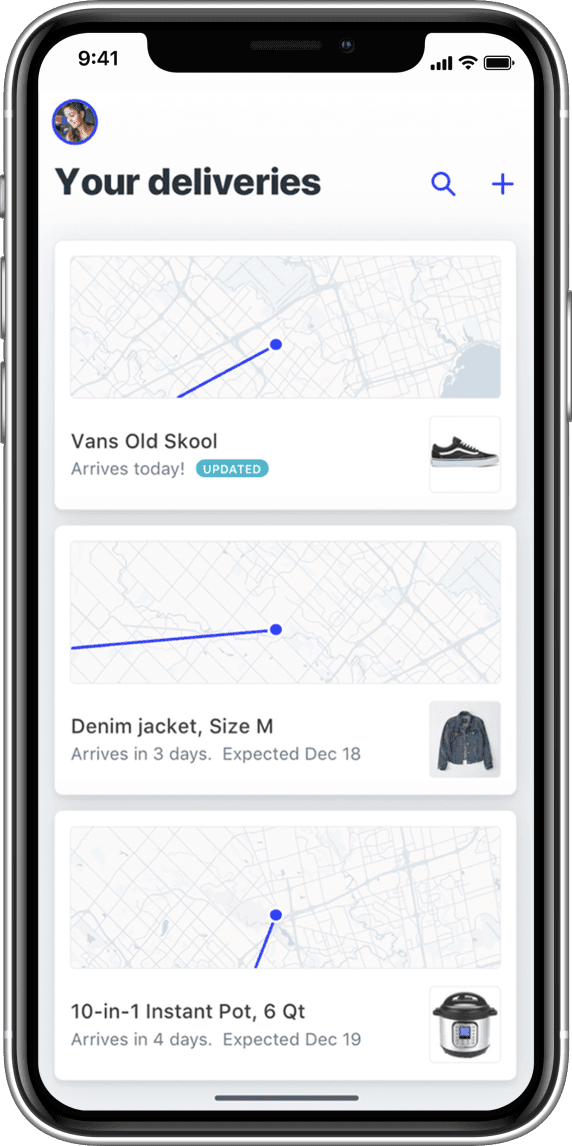 9:41
Your deliveries
Vans Old Skool
Arrives today! UPDATED
Denim jacket, Size M
Arrives in 3 days. Expected Dec 18
10-in-1 Instant Pot, 6 Qt
Arrives in 4 days. Expected Dec 19